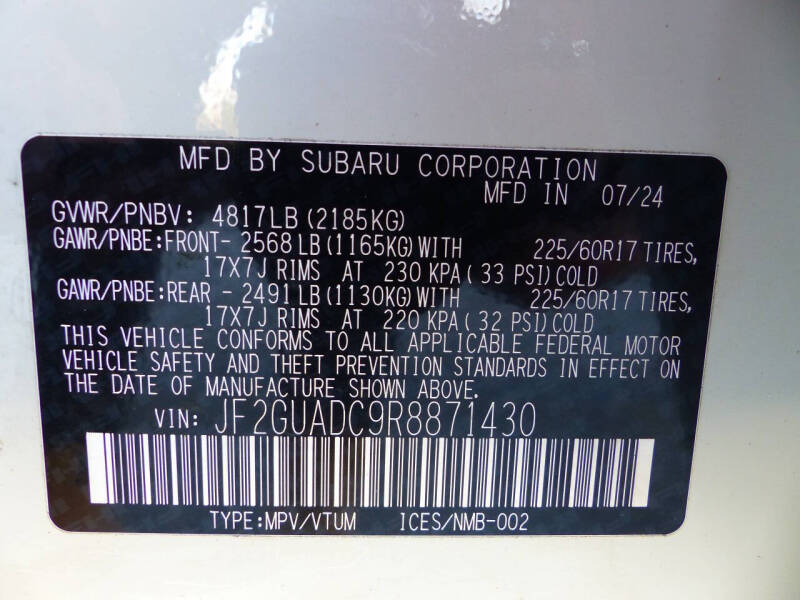 MFD BY SUBARU CORPORATION
MFD IN 07/24
GVWR/PNBV: 4817LB (2185KG)
GAWR/PNBE:FRONT- 2568 LB (1165KG) WITH 225/60R17 TIRES,
17X7J RIMS AT 230 KPA ( 33 PSI) COLD
GAWR/PNBE:REAR - 2491 LB (1130KG) WITH 225/60R17 TIRES,
17X7J RIMS AT 220 KPA ( 32 PSI) COLD
THIS VEHICLE CONFORMS TO ALL APPLICABLE FEDERAL MOTOR
VEHICLE SAFETY AND THEFT PREVENTION STANDARDS IN EFFECT ON
THE DATE OF MANUFACTURE SHOWN ABOVE.
VIN: JF2GUADC9R8871430
TYPE:MPV/VTUM ICES/NMB-002